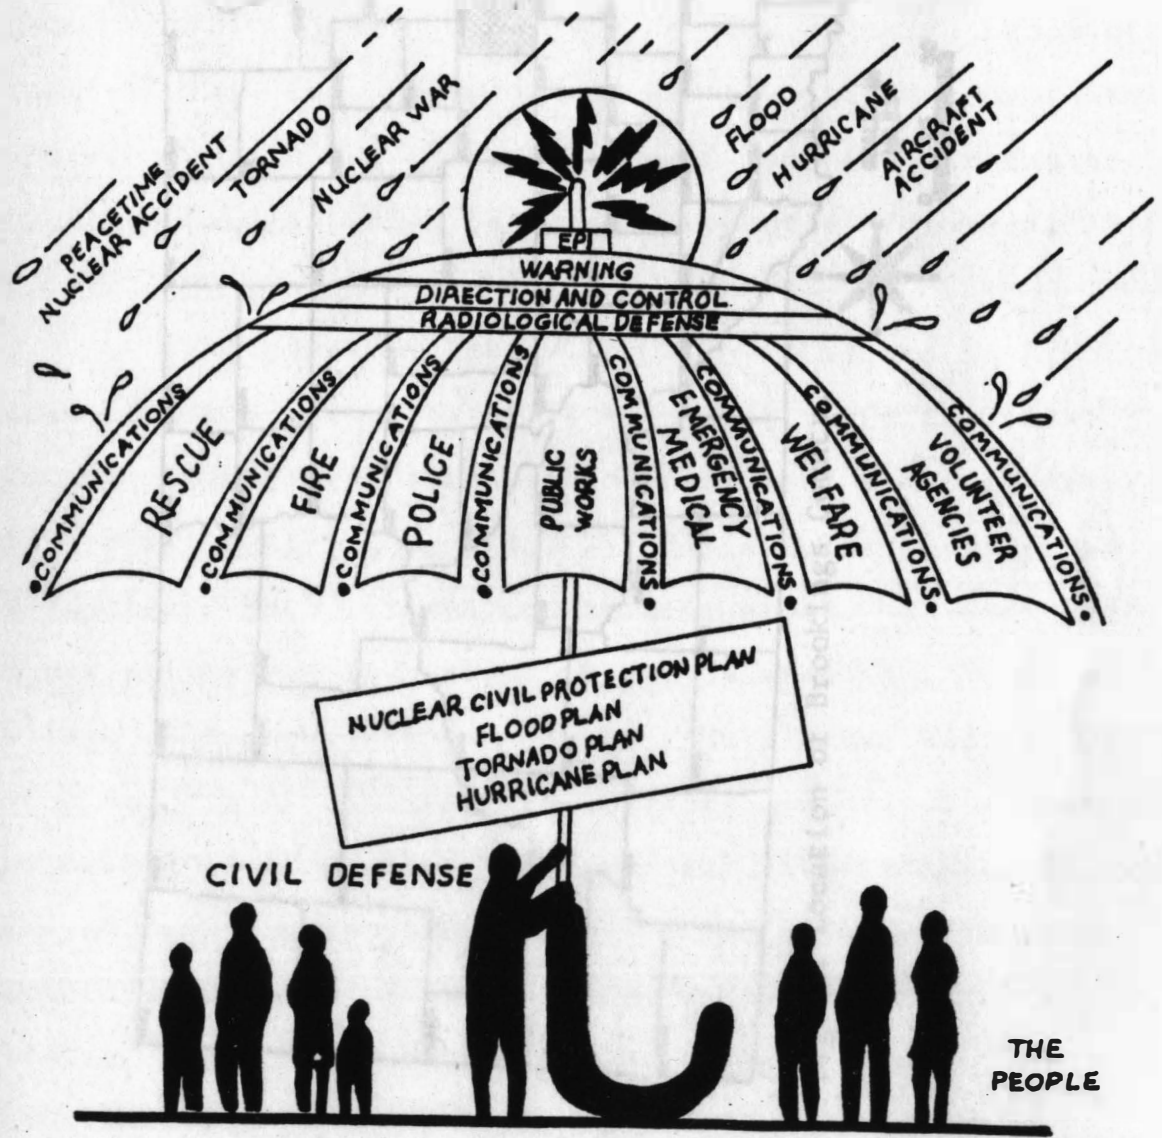 PEACETIME
NUCLEAR ACCIDENT
TORNADO
NUCLEAR WAR
FLOOD
HURRICANE
AIRCRAFT
ACCIDENT
EPI
WARNING
DIRECTION AND CONTROL
RADIOLOGICAL DEFENSE
COMMUNICATIONS
RESCUE
COMMUNICATIONS
FIRE
COMMUNICATIONS
POLICE
COMMUNICATIONS
PUBLIC
WORKS
COMMUNICATIONS
EMERGENCY
MEDICAL
COMMUNICATIONS
WELFARE
COMMUNICATIONS
VOLUNTEER
AGENCIES
COMMUNICATIONS
NUCLEAR CIVIL PROTECTION PLAN
FLOOD PLAN
TORNADO PLAN
HURRICANE PLAN
CIVIL DEFENSE
THE
PEOPLE